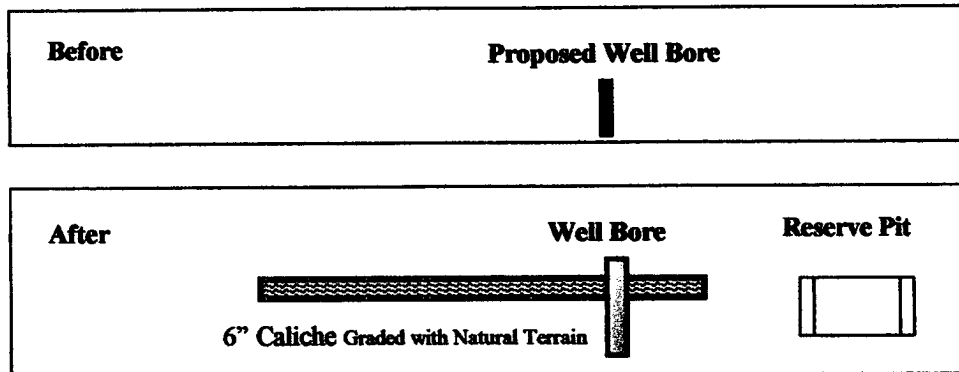 Before
Proposed Well Bore
After
Well Bore
Reserve Pit
6" Caliche Graded with Natural Terrain